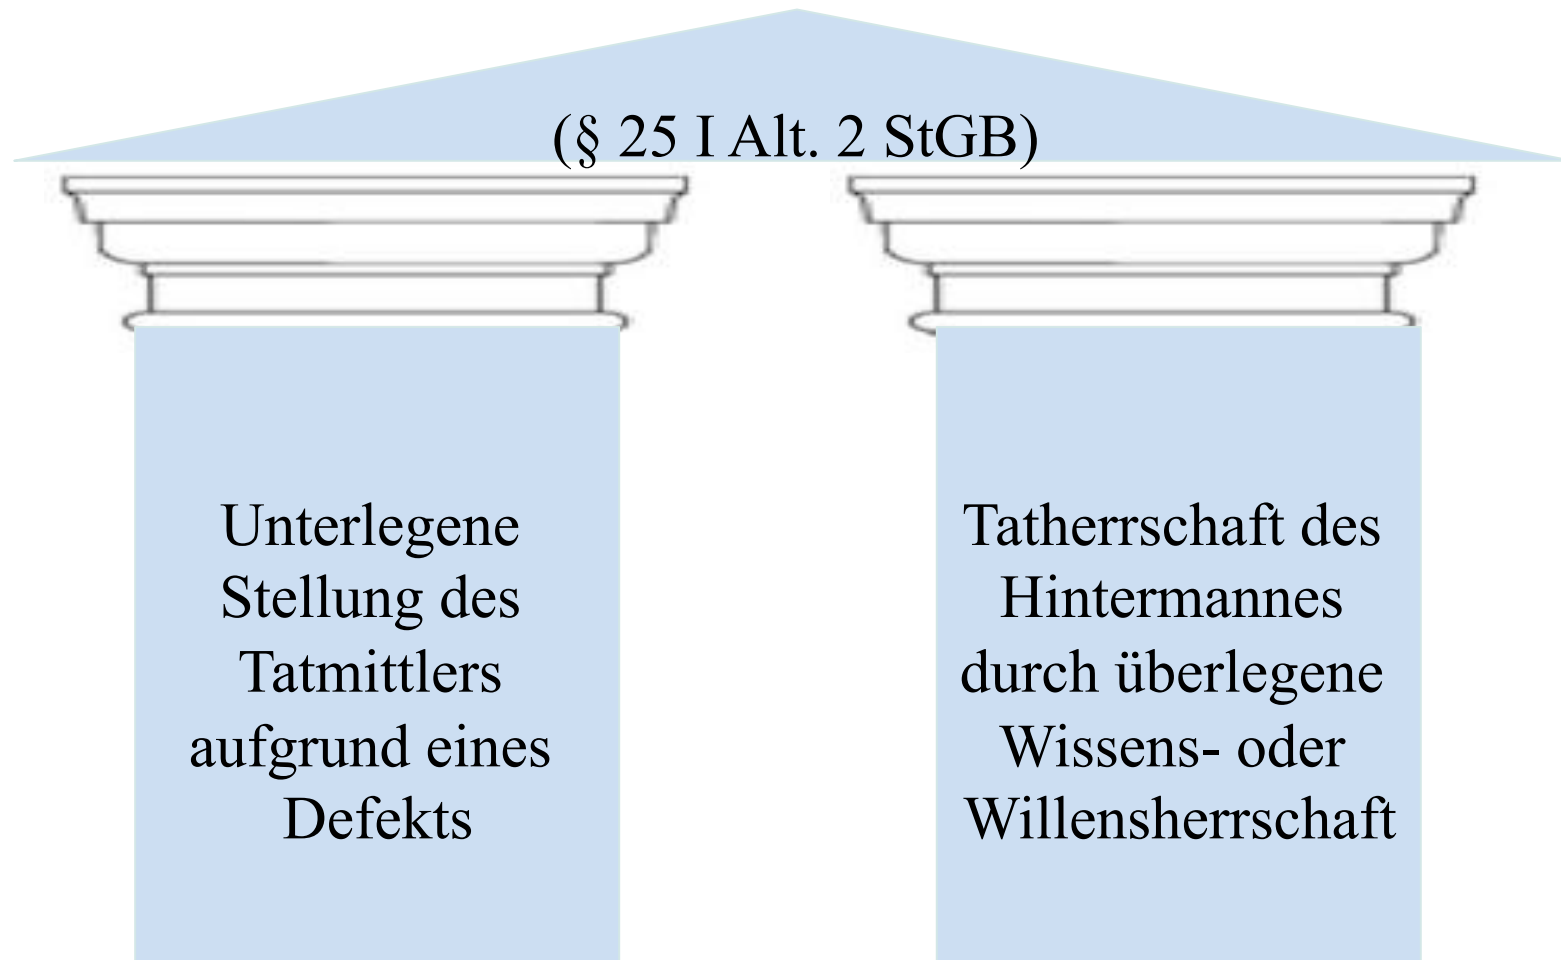 (§ 25 I Alt. 2 StGB)
Unterlegene
Stellung des
Tatmittlers
aufgrund eines
Defekts
Tatherrschaft des
Hintermannes
durch überlegene
Wissens- oder
Willensherrschaft